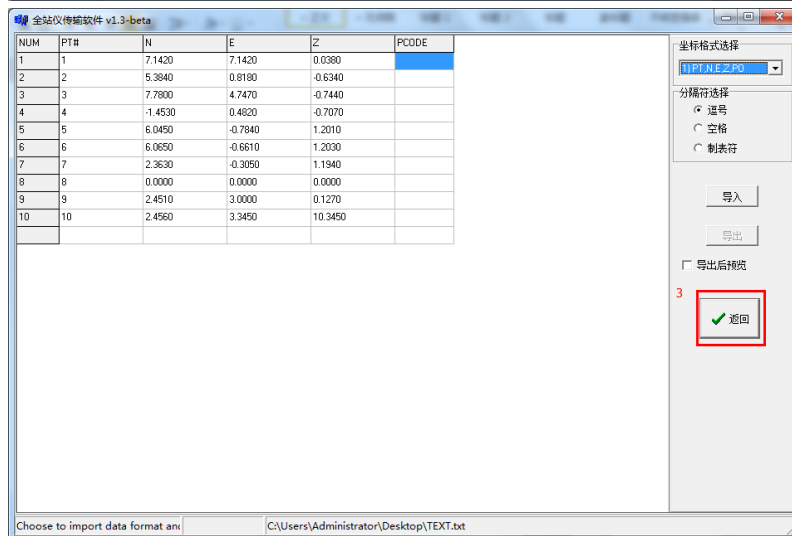 全站仪传输软件 v1.3-beta
NUM PT# N E Z PCODE
1 1 7.1420 7.1420 0.0380
2 2 5.3840 0.8180 -0.6340
3 3 7.7800 4.7470 -0.7440
4 4 -1.4530 0.4820 -0.7070
5 5 6.0450 -0.7840 1.2010
6 6 6.0650 -0.6610 1.2030
7 7 2.3630 -0.3050 1.1940
8 8 0.0000 0.0000 0.0000
9 9 2.4510 3.0000 0.1270
10 10 2.4560 3.3450 10.3450
坐标格式选择
1) PT,N,E,Z,PO
分隔符选择
逗号
空格
制表符
导入
导出
导出后预览
3
返回
Choose to import data format and
C:\Users\Administrator\Desktop\TEXT.txt